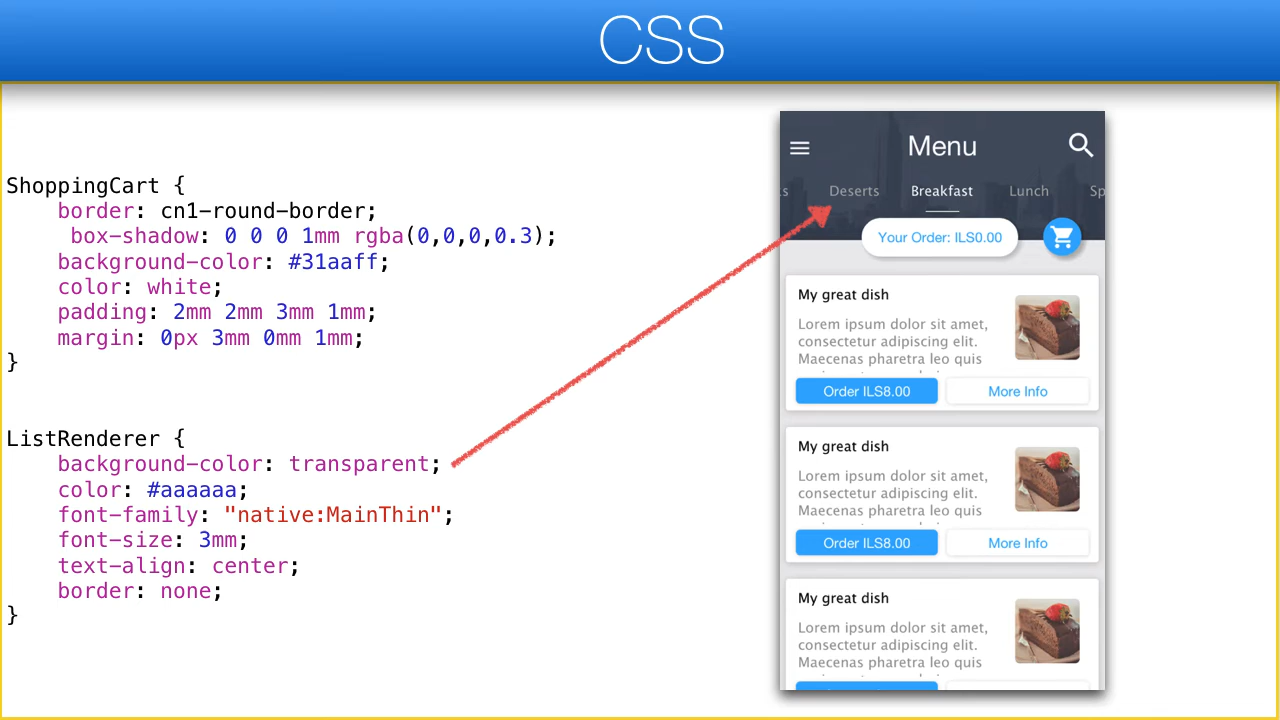 CSS
ShoppingCart {
    border: cn1-round-border;
     box-shadow: 0 0 0 1mm rgba(0,0,0,0.3);
    background-color: #31aaff;
    color: white;
    padding: 2mm 2mm 3mm 1mm;
    margin: 0px 3mm 0mm 1mm;
}
ListRenderer {
    background-color: transparent;
    color: #aaaaaa;
    font-family: "native:MainThin";
    font-size: 3mm;
    text-align: center;
    border: none;
}
Menu
s Deserts Breakfast Lunch Sp
Your Order: ILS0.00
My great dish
Lorem ipsum dolor sit amet,
consectetur adipiscing elit.
Maecenas pharetra leo quis
Order ILS8.00 More Info
My great dish
Lorem ipsum dolor sit amet,
consectetur adipiscing elit.
Maecenas pharetra leo quis
Order ILS8.00 More Info
My great dish
Lorem ipsum dolor sit amet,
consectetur adipiscing elit.
Maecenas pharetra leo quis